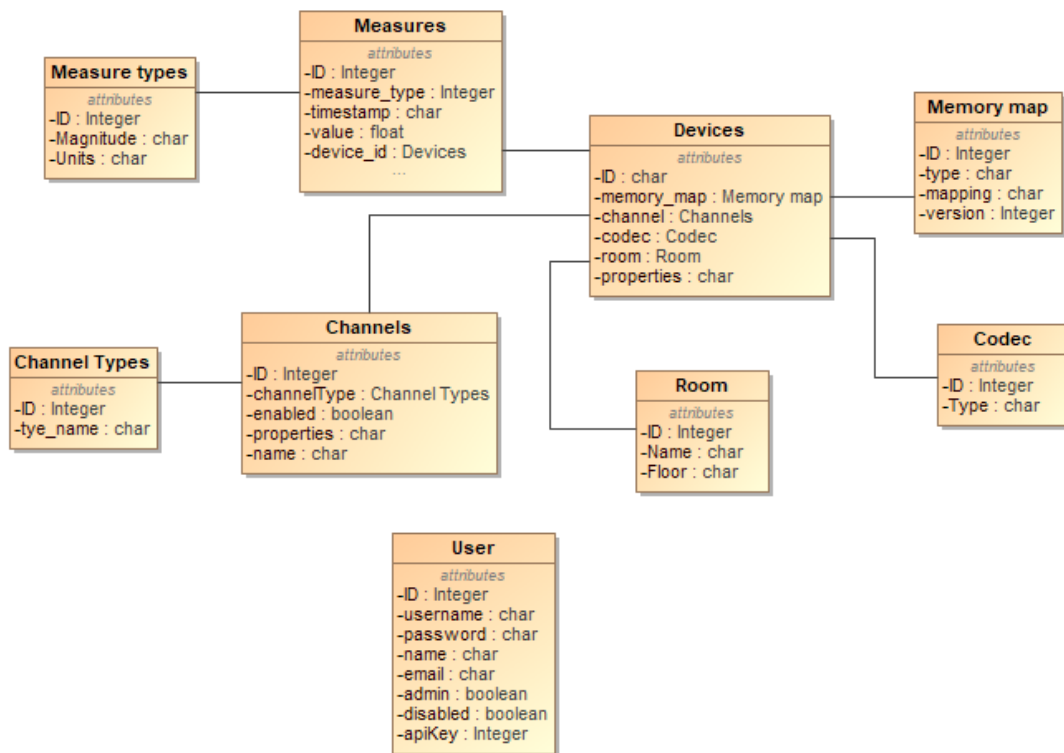 Measures
attributes
-ID : Integer
-measure_type : Integer
-timestamp : char
-value : float
-device_id : Devices
...
Measure types
attributes
-ID : Integer
-Magnitude : char
-Units : char
Devices
attributes
-ID : char
-memory_map : Memory map
-channel : Channels
-codec : Codec
-room : Room
-properties : char
Memory map
attributes
-ID : Integer
-type : char
-mapping : char
-version : Integer
Channels
attributes
-ID : Integer
-channelType : Channel Types
-enabled : boolean
-properties : char
-name : char
Channel Types
attributes
-ID : Integer
-tye_name : char
Room
attributes
-ID : Integer
-Name : char
-Floor : char
Codec
attributes
-ID : Integer
-Type : char
User
attributes
-ID : Integer
-username : char
-password : char
-name : char
-email : char
-admin : boolean
-disabled : boolean
-apiKey : Integer